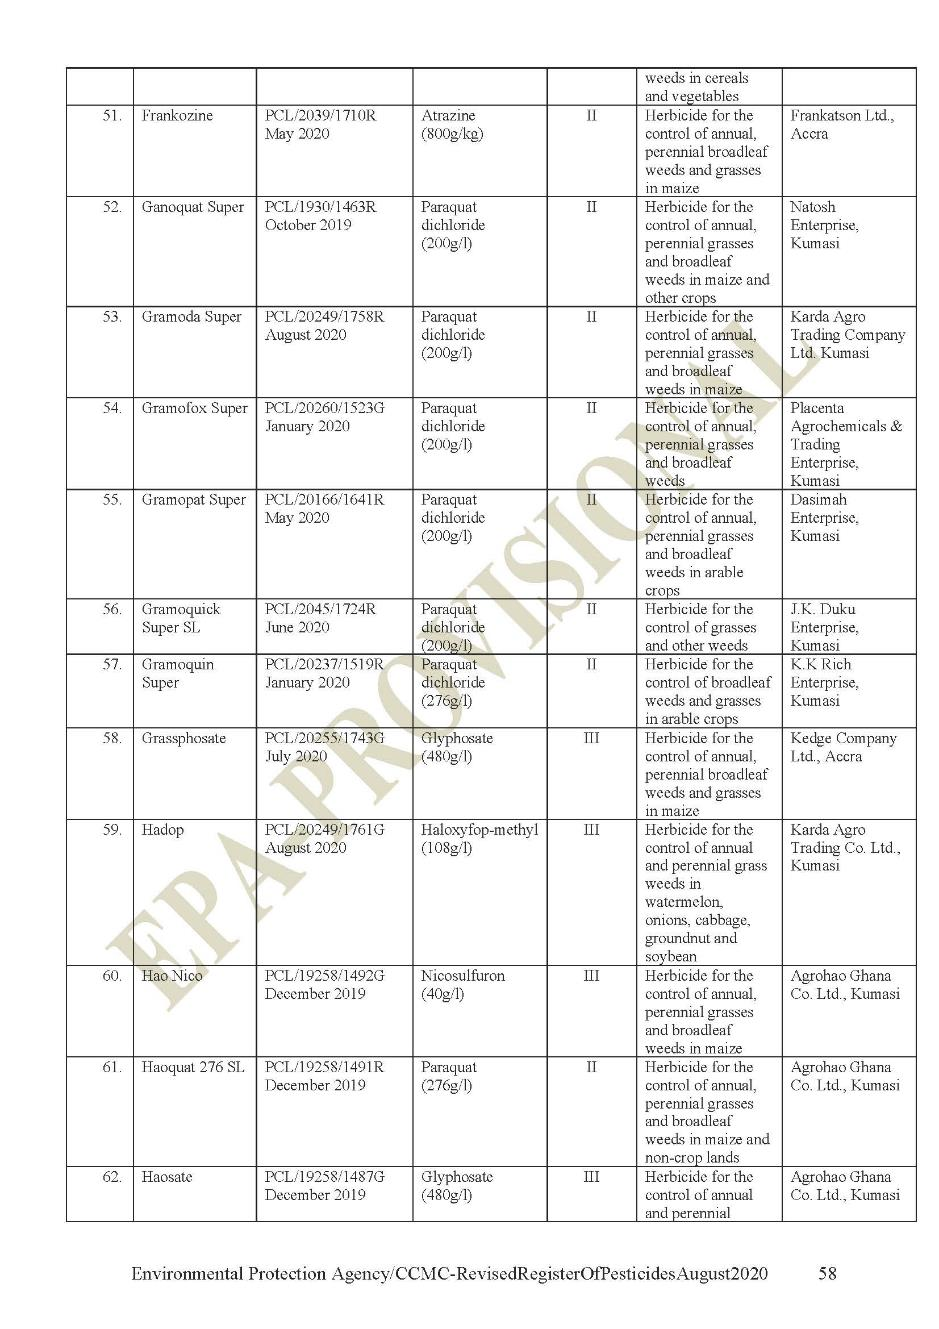 weeds in cereals
and vegetables
51. Frankozine PCL/2039/1710R Atrazine II Herbicide for the Frankatson Ltd.,
May 2020 (800g/kg) control of annual, Accra
perennial broadleaf
weeds and grasses
in maize
52. Ganoquat Super PCL/1930/1463R Paraquat II Herbicide for the Natosh
October 2019 dichloride control of annual, Enterprise,
(200g/l) perennial grasses Kumasi
and broadleaf
weeds in maize and
other crops
53. Gramoda Super PCL/20249/1758R Paraquat II Herbicide for the Karda Agro
August 2020 dichloride control of annual, Trading Company
(200g/l) perennial grasses Ltd. Kumasi
and broadleaf
weeds in maize
54. Gramofox Super PCL/20260/1523G Paraquat II Herbicide for the Placenta
January 2020 dichloride control of annual, Agrochemicals &
(200g/l) perennial grasses Trading
and broadleaf Enterprise,
weeds Kumasi
55. Gramopat Super PCL/20166/1641R Paraquat II Herbicide for the Dasimah
May 2020 dichloride control of annual, Enterprise,
(200g/l) perennial grasses Kumasi
and broadleaf
weeds in arable
crops
56. Gramoquick PCL/2045/1724R Paraquat II Herbicide for the J.K. Duku
Super SL June 2020 dichloride control of grasses Enterprise,
(200g/l) and other weeds Kumasi
57. Gramoquin PCL/20237/1519R Paraquat II Herbicide for the K.K Rich
Super January 2020 dichloride control of broadleaf Enterprise,
(276g/l) weeds and grasses Kumasi
in arable crops
58. Grassphosate PCL/20255/1743G Glyphosate III Herbicide for the Kedge Company
July 2020 (480g/l) control of annual, Ltd., Accra
perennial broadleaf
weeds and grasses
in maize
59. Hadop PCL/20249/1761G Haloxyfop-methyl III Herbicide for the Karda Agro
August 2020 (108g/l) control of annual Trading Co. Ltd.,
and perennial grass Kumasi
weeds in
watermelon,
onions, cabbage,
groundnut and
soybean
60. Hao Nico PCL/19258/1492G Nicosulfuron III Herbicide for the Agrohao Ghana
December 2019 (40g/l) control of annual, Co. Ltd., Kumasi
perennial grasses
and broadleaf
weeds in maize
61. Haoquat 276 SL PCL/19258/1491R Paraquat II Herbicide for the Agrohao Ghana
December 2019 (276g/l) control of annual, Co. Ltd., Kumasi
perennial grasses
and broadleaf
weeds in maize and
non-crop lands
62. Haosate PCL/19258/1487G Glyphosate III Herbicide for the Agrohao Ghana
December 2019 (480g/l) control of annual Co. Ltd., Kumasi
and perennial
EPA-PROVISIONAL
Environmental Protection Agency/CCMC-RevisedRegisterOfPesticidesAugust2020 58